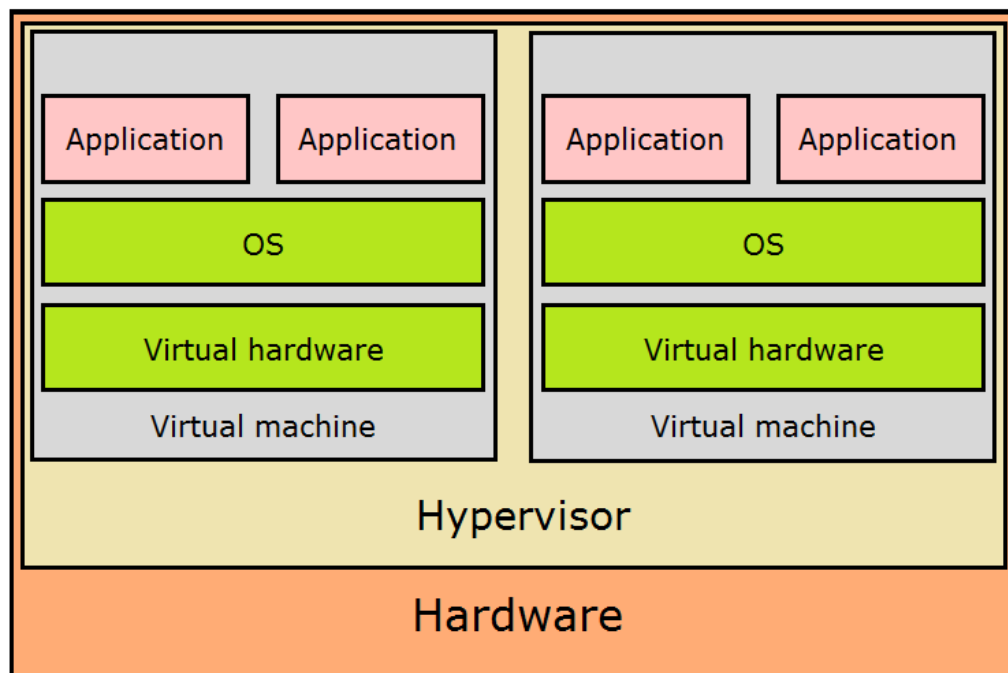 Application Application Application Application
OS OS
Virtual hardware Virtual hardware
Virtual machine Virtual machine
Hypervisor
Hardware